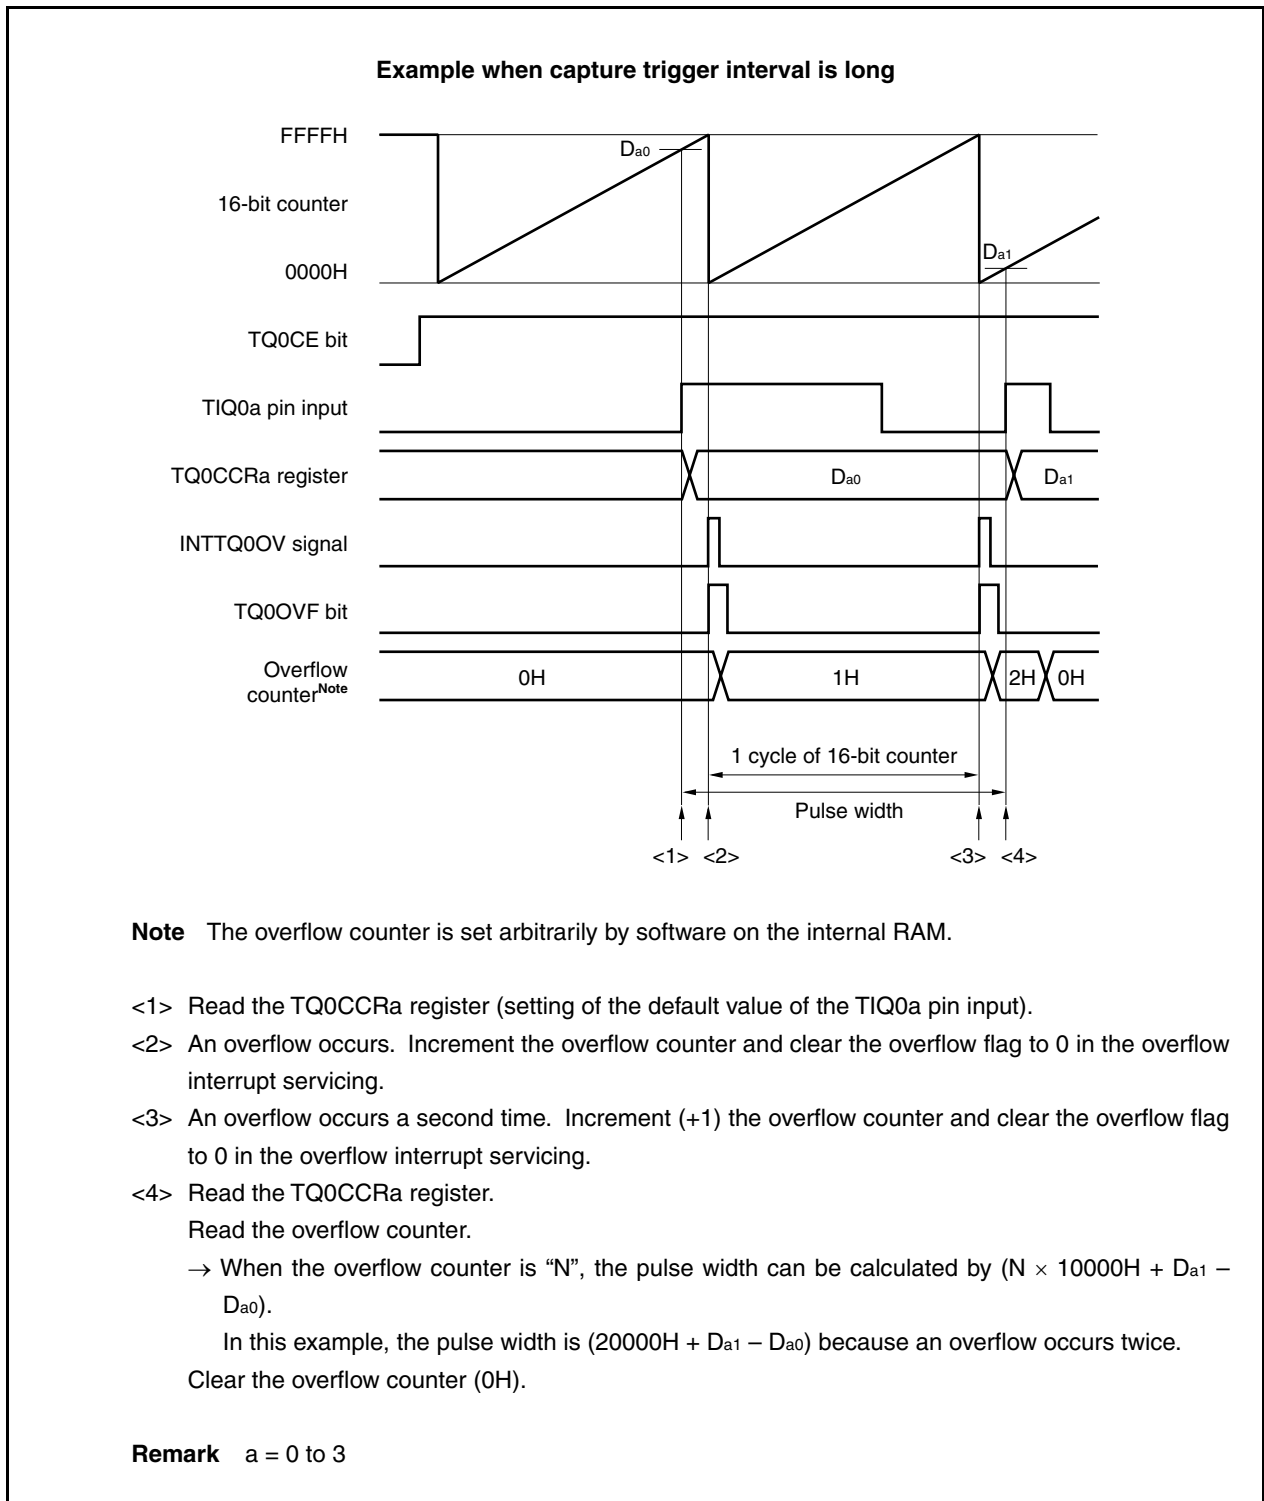 Example when capture trigger interval is long
FFFFH
Da0
16-bit counter
Da1
0000H
TQ0CE bit
TIQ0a pin input
TQ0CCRa register
Da0
Da1
INTTQ0OV signal
TQ0OVF bit
Overflow
counterNote
0H
1H
2H
0H
1 cycle of 16-bit counter
Pulse width
<1> <2> <3> <4>
Note The overflow counter is set arbitrarily by software on the internal RAM.
<1> Read the TQ0CCRa register (setting of the default value of the TIQ0a pin input).
<2> An overflow occurs. Increment the overflow counter and clear the overflow flag to 0 in the overflow
interrupt servicing.
<3> An overflow occurs a second time. Increment (+1) the overflow counter and clear the overflow flag
to 0 in the overflow interrupt servicing.
<4> Read the TQ0CCRa register.
Read the overflow counter.
→ When the overflow counter is “N”, the pulse width can be calculated by (N × 10000H + Da1 –
Da0).
In this example, the pulse width is (20000H + Da1 – Da0) because an overflow occurs twice.
Clear the overflow counter (0H).
Remark a = 0 to 3